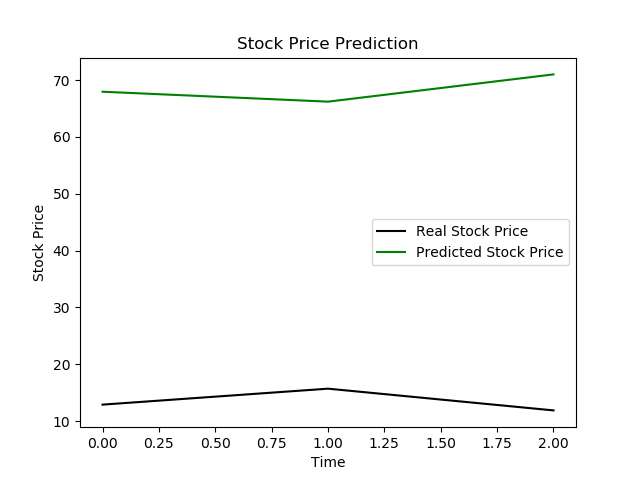 Stock Price Prediction
70
60
50
40
30
20
10
Stock Price
Real Stock Price
Predicted Stock Price
0.00 0.25 0.50 0.75 1.00 1.25 1.50 1.75 2.00
Time